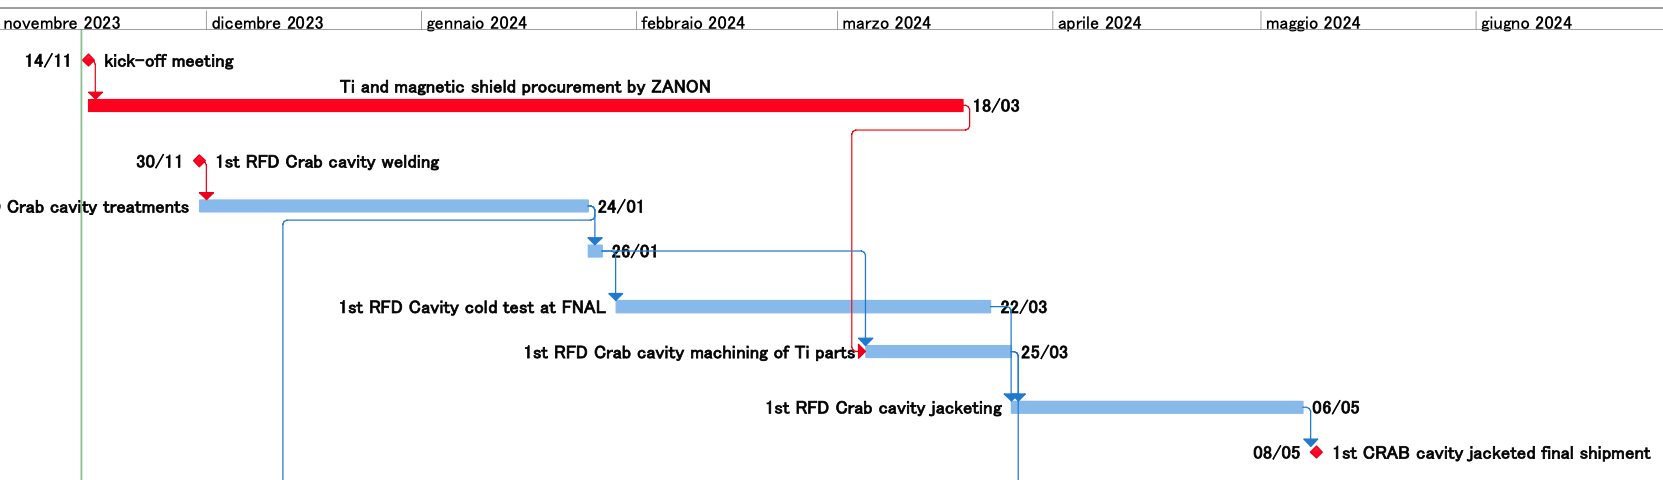 novembre 2023 dicembre 2023 gennaio 2024 febbraio 2024 marzo 2024 aprile 2024 maggio 2024 giugno 2024
14/11 kick-off meeting
Ti and magnetic shield procurement by ZANON
18/03
30/11 1st RFD Crab cavity welding
Crab cavity treatments 24/01
26/01
1st RFD Cavity cold test at FNAL 22/03
1st RFD Crab cavity machining of Ti parts 25/03
1st RFD Crab cavity jacketing 06/05
08/05 1st CRAB cavity jacketed final shipment